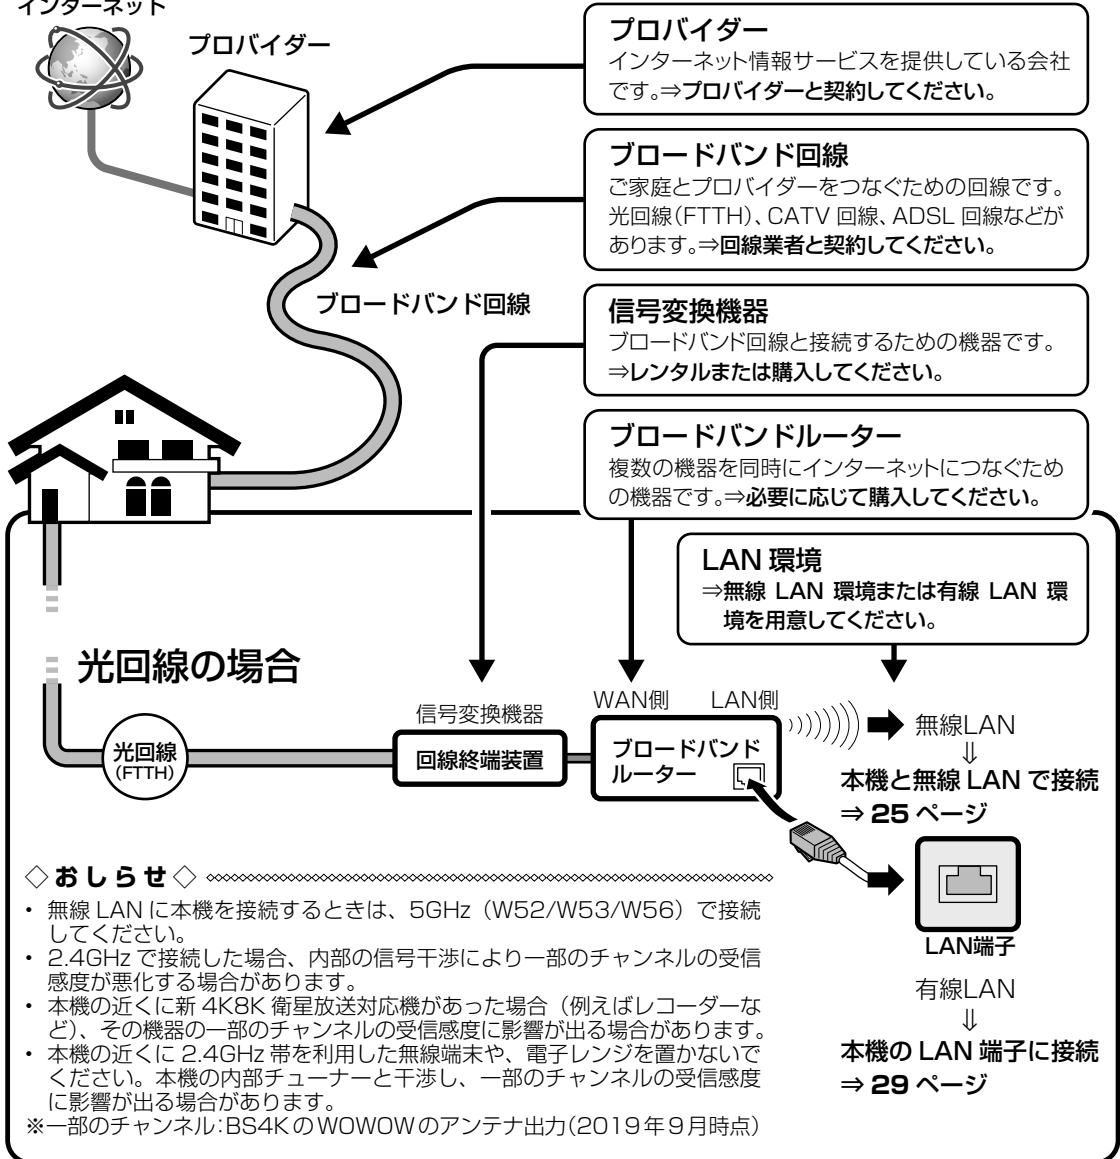 インターネット
プロバイダー
プロバイダー
インターネット情報サービスを提供している会社
です。⇒プロバイダーと契約してください。
ブロードバンド回線
ご家庭とプロバイダーをつなぐための回線です。
光回線(FTTH)、CATV 回線、ADSL 回線などが
あります。⇒回線業者と契約してください。
ブロードバンド回線
信号変換機器
ブロードバンド回線と接続するための機器です。
⇒レンタルまたは購入してください。
ブロードバンドルーター
複数の機器を同時にインターネットにつなぐため
の機器です。⇒必要に応じて購入してください。
LAN 環境
⇒無線 LAN 環境または有線 LAN 環
境を用意してください。
光回線の場合
光回線
(FTTH)
信号変換機器
回線終端装置
WAN側 LAN側
ブロードバンド
ルーター
無線LAN
⇓
本機と無線 LAN で接続
⇒ 25 ページ
LAN端子
有線LAN
⇓
本機の LAN 端子に接続
⇒ 29 ページ
◇おしらせ◇
・ 無線 LAN に本機を接続するときは、5GHz（W52/W53/W56）で接続
してください。
・ 2.4GHz で接続した場合、内部の信号干渉により一部のチャンネルの受信
感度が悪化する場合があります。
・ 本機の近くに新 4K8K 衛星放送対応機があった場合（例えばレコーダーな
ど）、その機器の一部のチャンネルの受信感度に影響が出る場合があります。
・ 本機の近くに 2.4GHz 帯を利用した無線端末や、電子レンジを置かないで
ください。本機の内部チューナーと干渉し、一部のチャンネルの受信感度
に影響が出る場合があります。
※一部のチャンネル：BS4KのWOWOWのアンテナ出力（2019年9月時点）